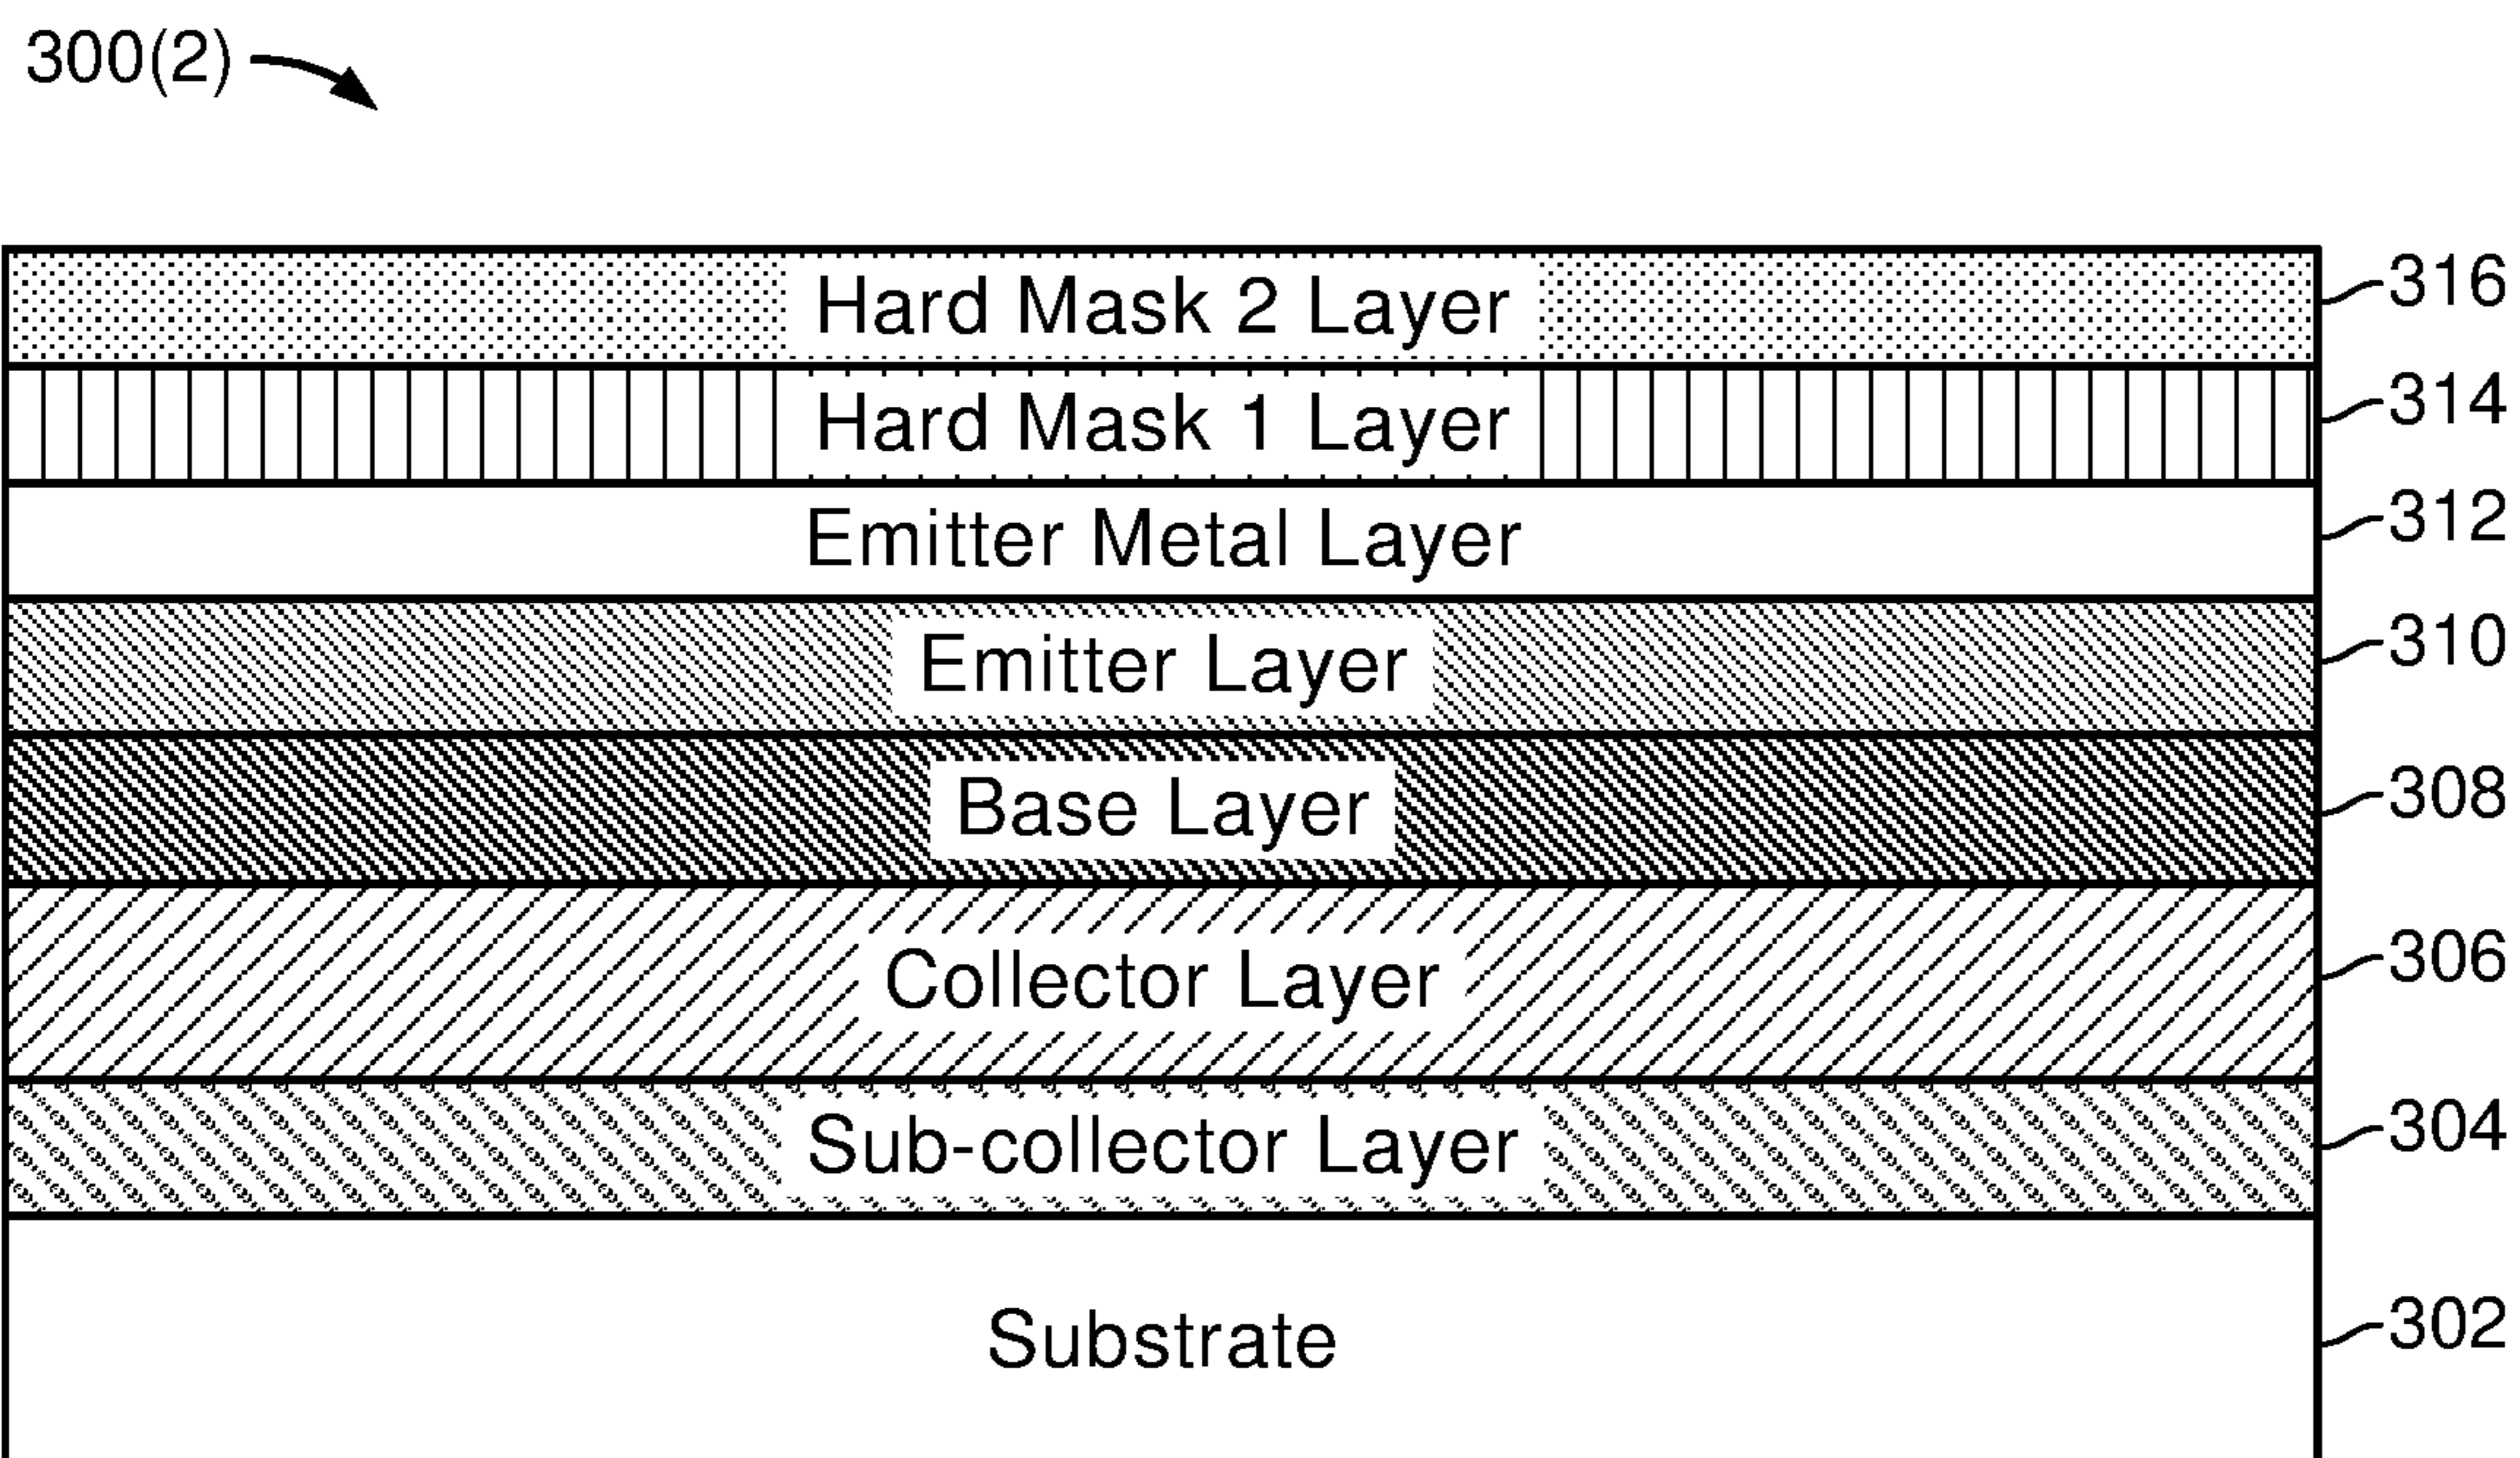 300(2)
Hard Mask 2 Layer 316
Hard Mask 1 Layer 314
Emitter Metal Layer 312
Emitter Layer 310
Base Layer 308
Collector Layer 306
Sub-collector Layer 304
Substrate 302